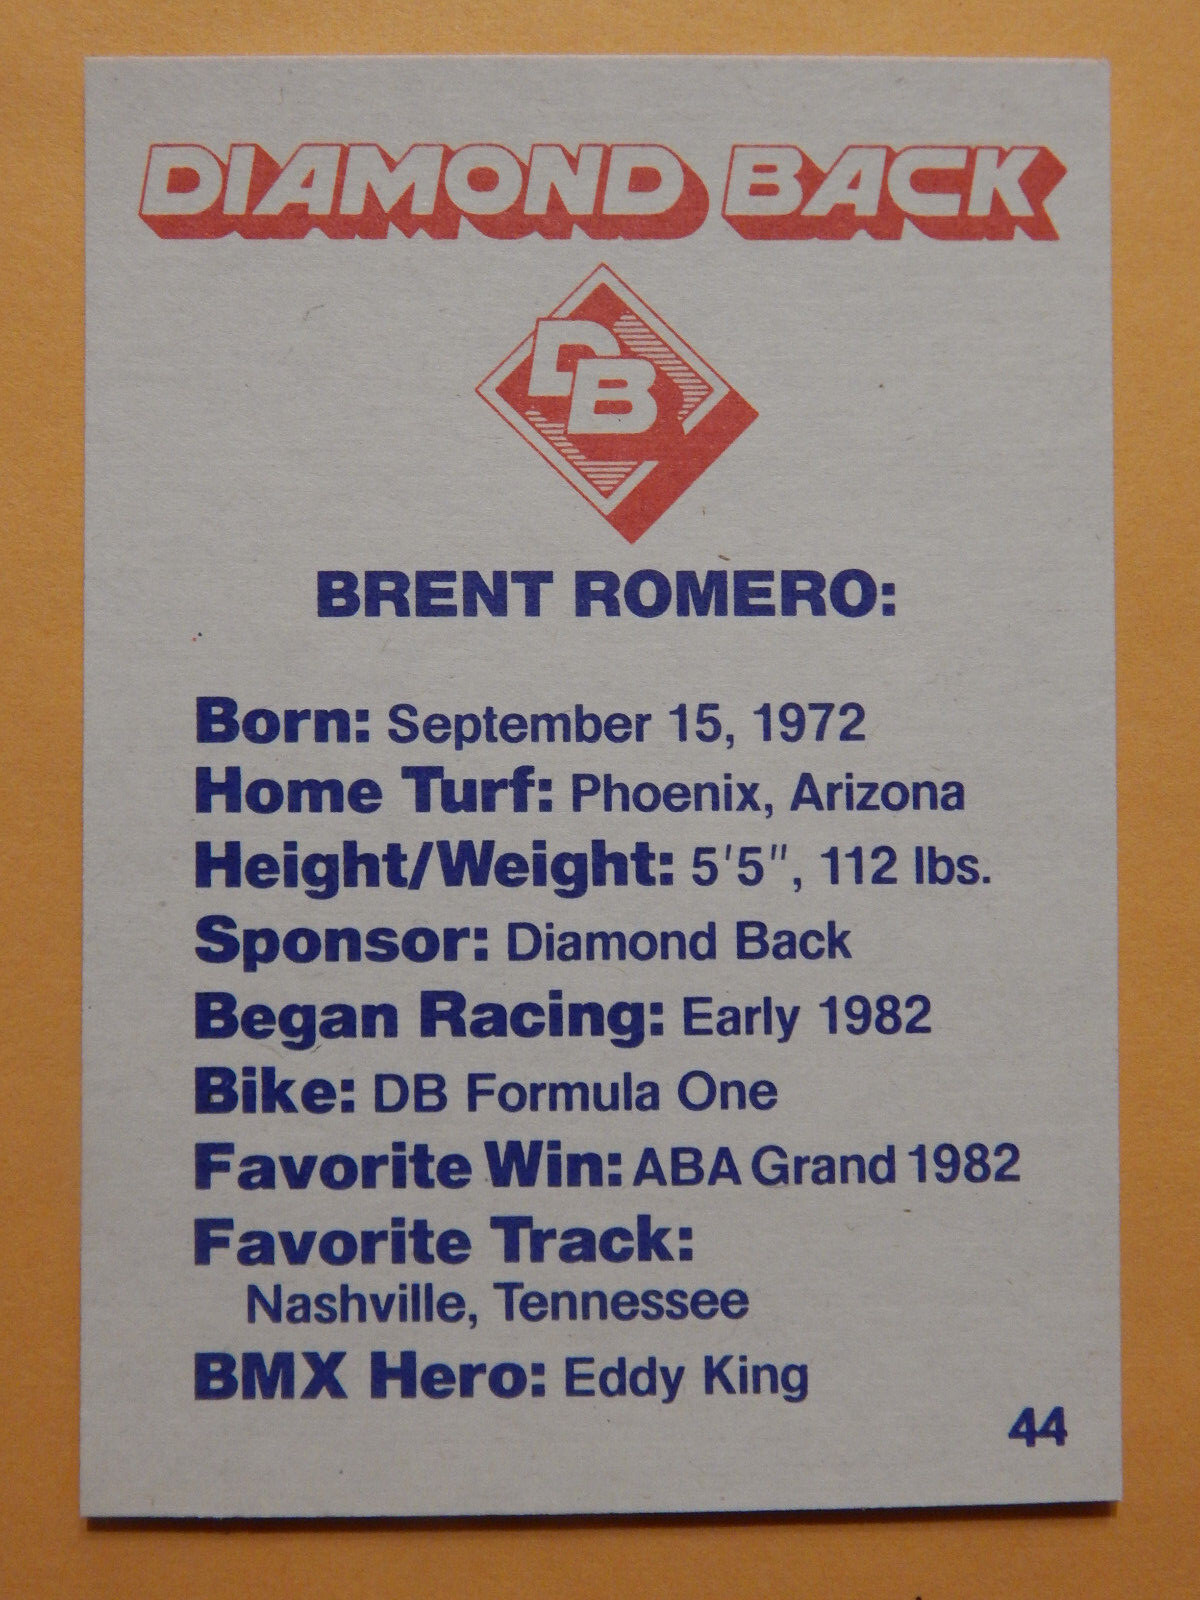 DIAMOND BACK
DB
BRENT ROMERO:
Born: September 15, 1972
Home Turf: Phoenix, Arizona
Height/Weight: 5'5", 112 lbs.
Sponsor: Diamond Back
Began Racing: Early 1982
Bike: DB Formula One
Favorite Win: ABA Grand 1982
Favorite Track:
Nashville, Tennessee
BMX Hero: Eddy King
44